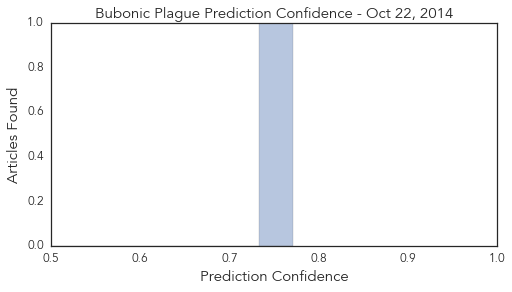 Bubonic Plague Prediction Confidence - Oct 22, 2014
1.0
0.8
0.6
0.4
0.2
0.0
Articles Found
0.5 0.6 0.7 0.8 0.9 1.0
Prediction Confidence